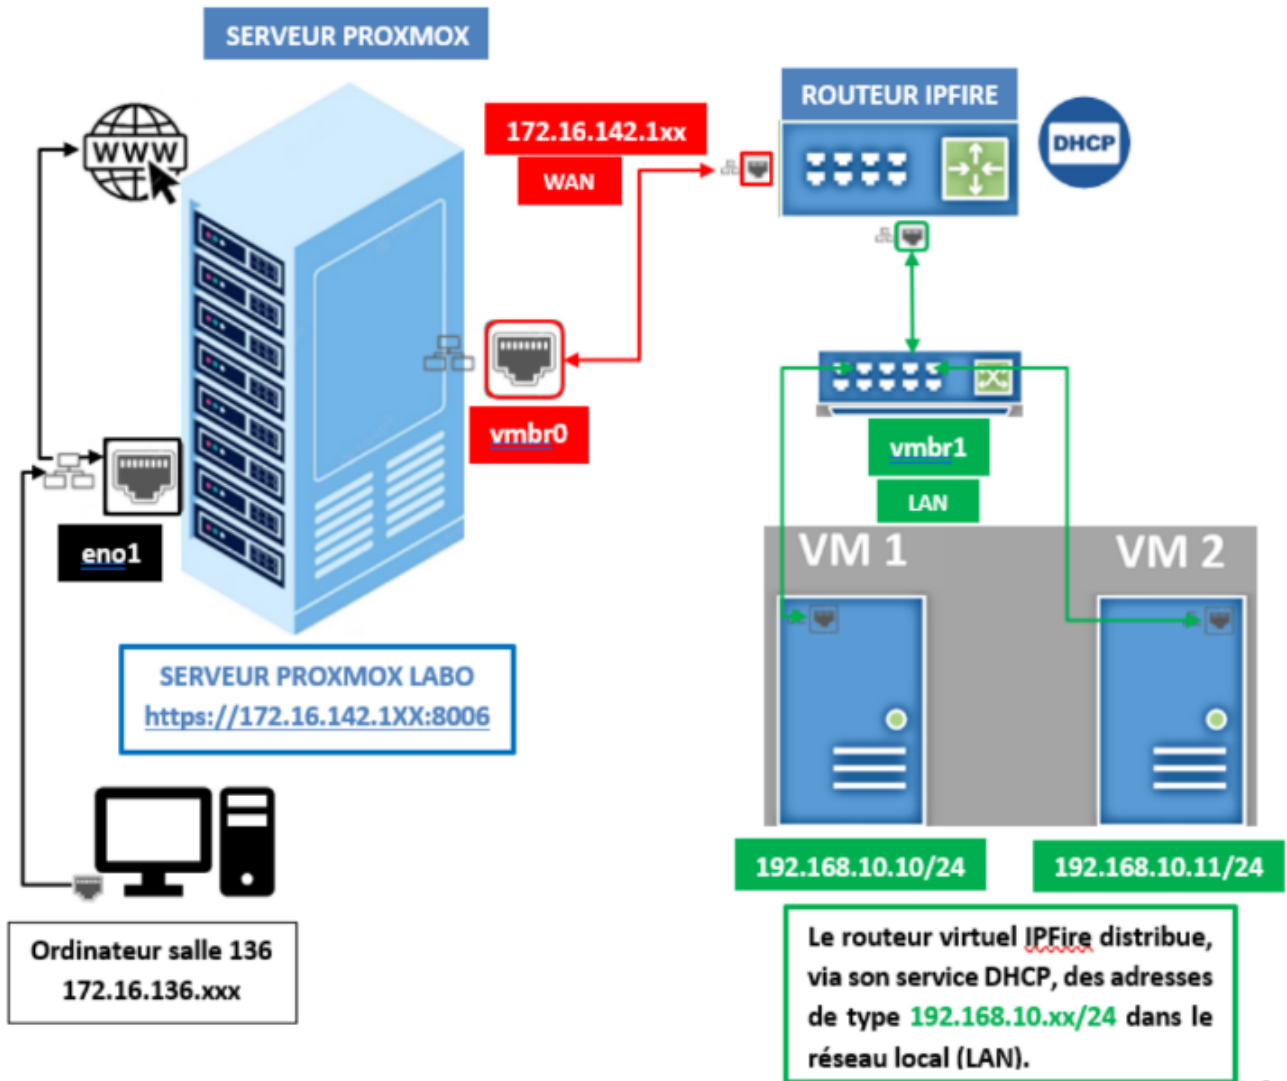 SERVEUR PROXMOX
WWW
172.16.142.1xx
WAN
ROUTEUR IPFIRE
DHCP
vmbr0
eno1
vmbr1
LAN
VM 1
VM 2
SERVEUR PROXMOX LABO
https://172.16.142.1XX:8006
192.168.10.10/24
192.168.10.11/24
Ordinateur salle 136
172.16.136.xxx
Le routeur virtuel IPFire distribue,
via son service DHCP, des adresses
de type 192.168.10.xx/24 dans le
réseau local (LAN).